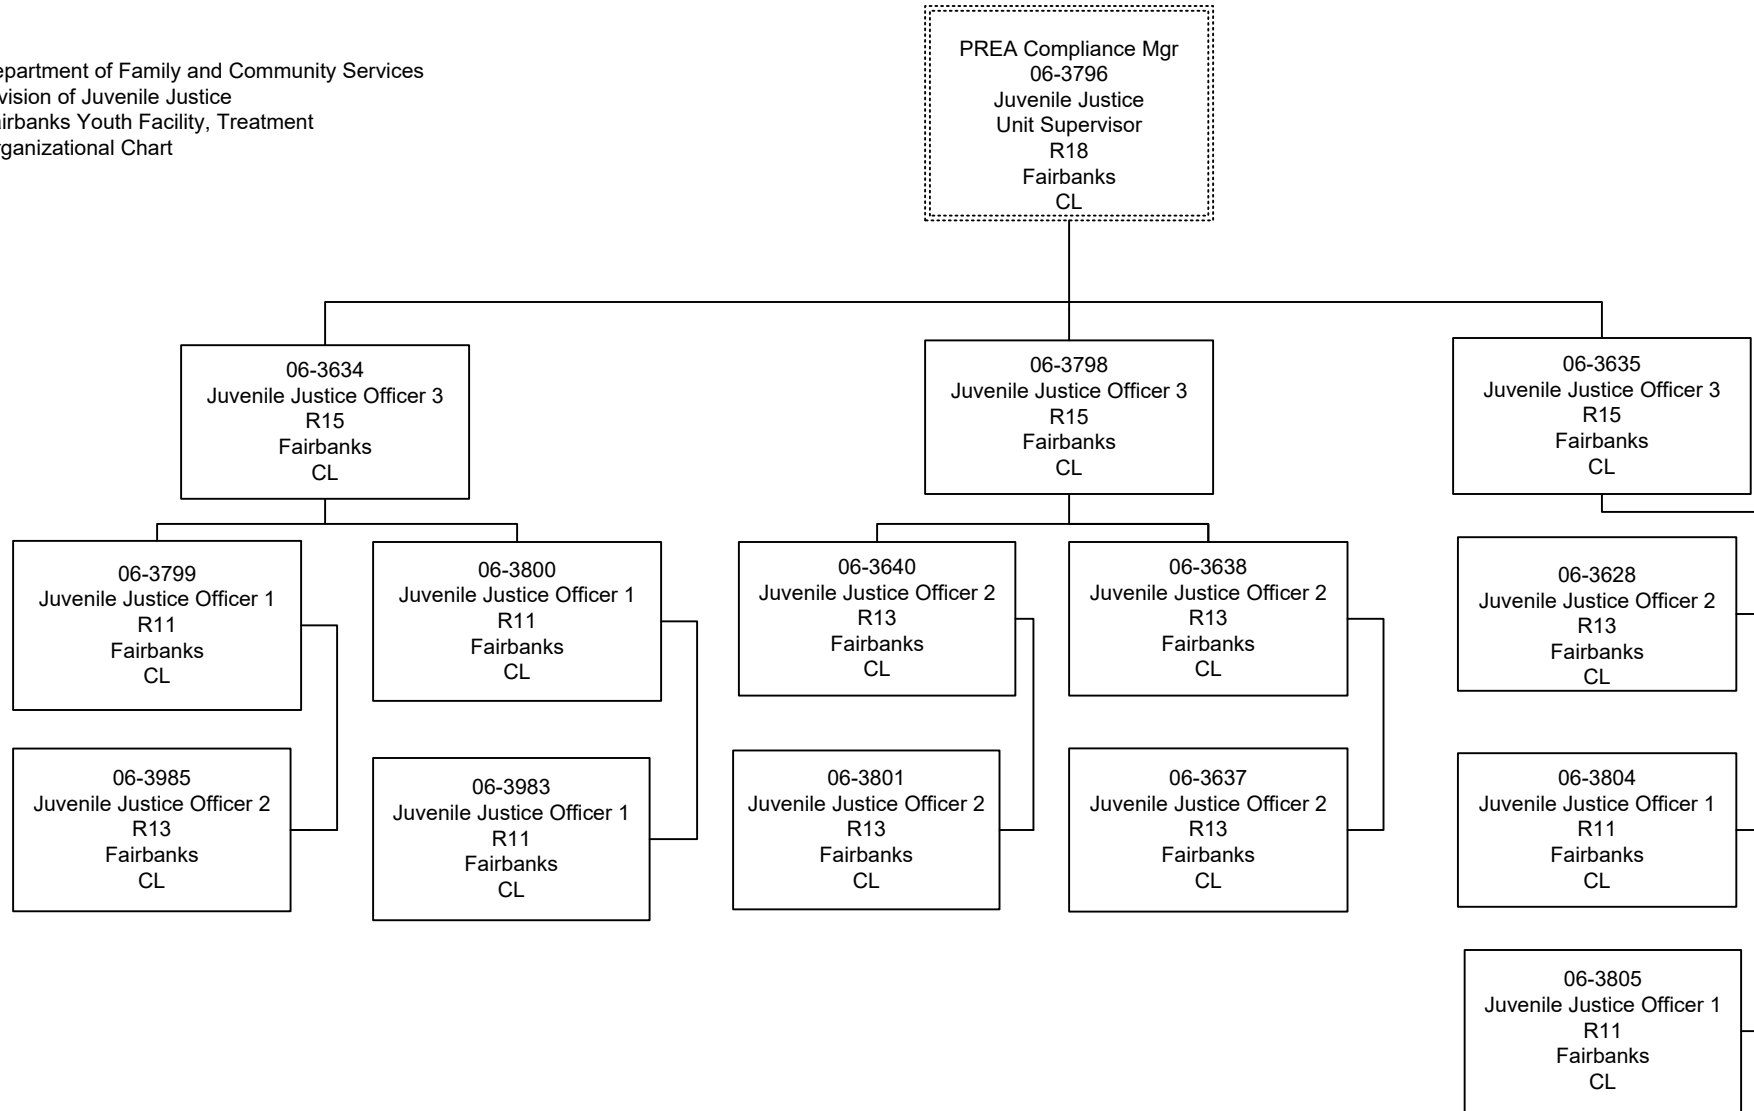 epartment of Family and Community Services
vision of Juvenile Justice
airbanks Youth Facility, Treatment
rganizational Chart
PREA Compliance Mgr
06-3796
Juvenile Justice
Unit Supervisor
R18
Fairbanks
CL
06-3634
Juvenile Justice Officer 3
R15
Fairbanks
CL
06-3798
Juvenile Justice Officer 3
R15
Fairbanks
CL
06-3635
Juvenile Justice Officer 3
R15
Fairbanks
CL
06-3799
Juvenile Justice Officer 1
R11
Fairbanks
CL
06-3800
Juvenile Justice Officer 1
R11
Fairbanks
CL
06-3640
Juvenile Justice Officer 2
R13
Fairbanks
CL
06-3638
Juvenile Justice Officer 2
R13
Fairbanks
CL
06-3628
Juvenile Justice Officer 2
R13
Fairbanks
CL
06-3985
Juvenile Justice Officer 2
R13
Fairbanks
CL
06-3983
Juvenile Justice Officer 1
R11
Fairbanks
CL
06-3801
Juvenile Justice Officer 2
R13
Fairbanks
CL
06-3637
Juvenile Justice Officer 2
R13
Fairbanks
CL
06-3804
Juvenile Justice Officer 1
R11
Fairbanks
CL
06-3805
Juvenile Justice Officer 1
R11
Fairbanks
CL